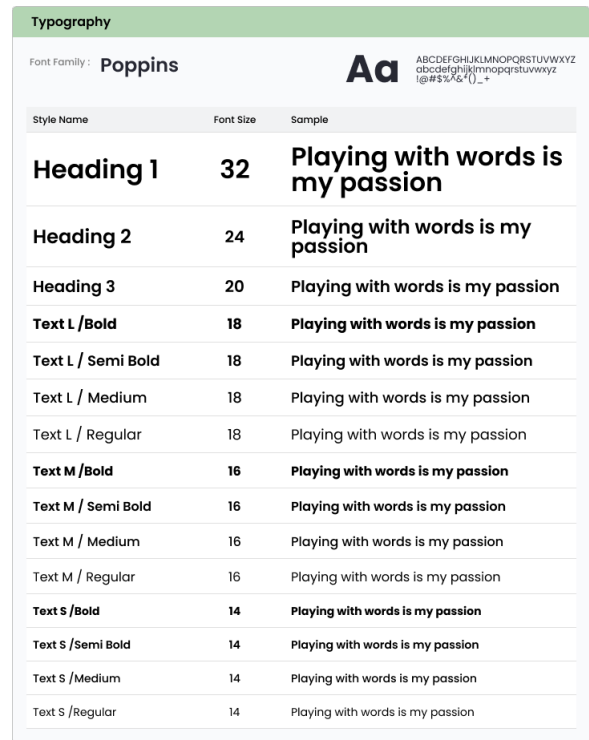 Typography
Font Family : Poppins
Aa
ABCDEFGHIJKLMNOPQRSTUVWXYZ
abcdefghijklmnopqrstuvwxyz
!@#$%^&*()_+
Style Name Font Size Sample
Heading 1 32 Playing with words is
my passion
Heading 2 24 Playing with words is my
passion
Heading 3 20 Playing with words is my passion
Text L /Bold 18 Playing with words is my passion
Text L / Semi Bold 18 Playing with words is my passion
Text L / Medium 18 Playing with words is my passion
Text L / Regular 18 Playing with words is my passion
Text M /Bold 16 Playing with words is my passion
Text M / Semi Bold 16 Playing with words is my passion
Text M / Medium 16 Playing with words is my passion
Text M / Regular 16 Playing with words is my passion
Text S /Bold 14 Playing with words is my passion
Text S /Semi Bold 14 Playing with words is my passion
Text S /Medium 14 Playing with words is my passion
Text S /Regular 14 Playing with words is my passion